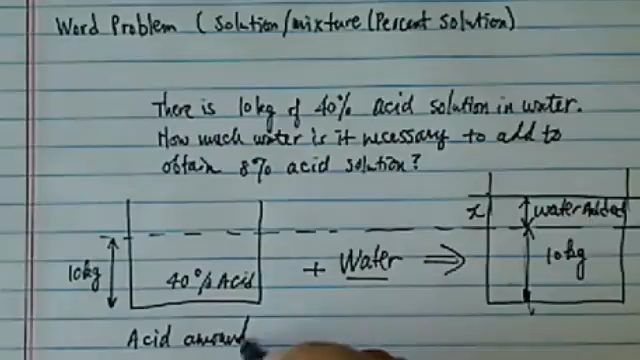 Word Problem (Solution/mixture (Percent Solution)
There is 10kg of 40% acid solution in water.
How much water is it necessary to add to
obtain 8% acid solution?
x water Added
10kg 40% Acid + Water ⇒ 10kg
Acid amount